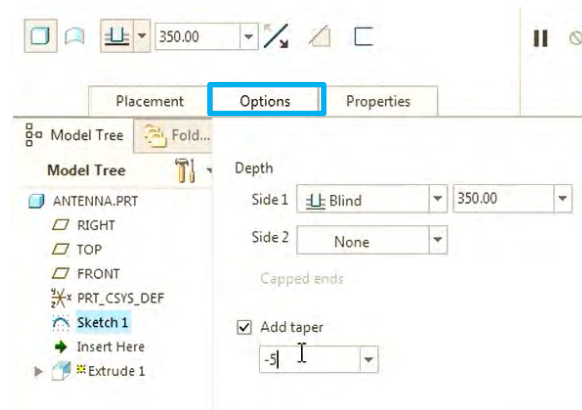 350.00
Placement Options Properties
Model Tree Fold...
Model Tree
Depth
ANTENNA.PRT
Side 1 Blind 350.00
RIGHT
TOP
Side 2 None
FRONT
Capped ends
PRT_CSYS_DEF
Sketch 1
Add taper
Insert Here
-5
Extrude 1